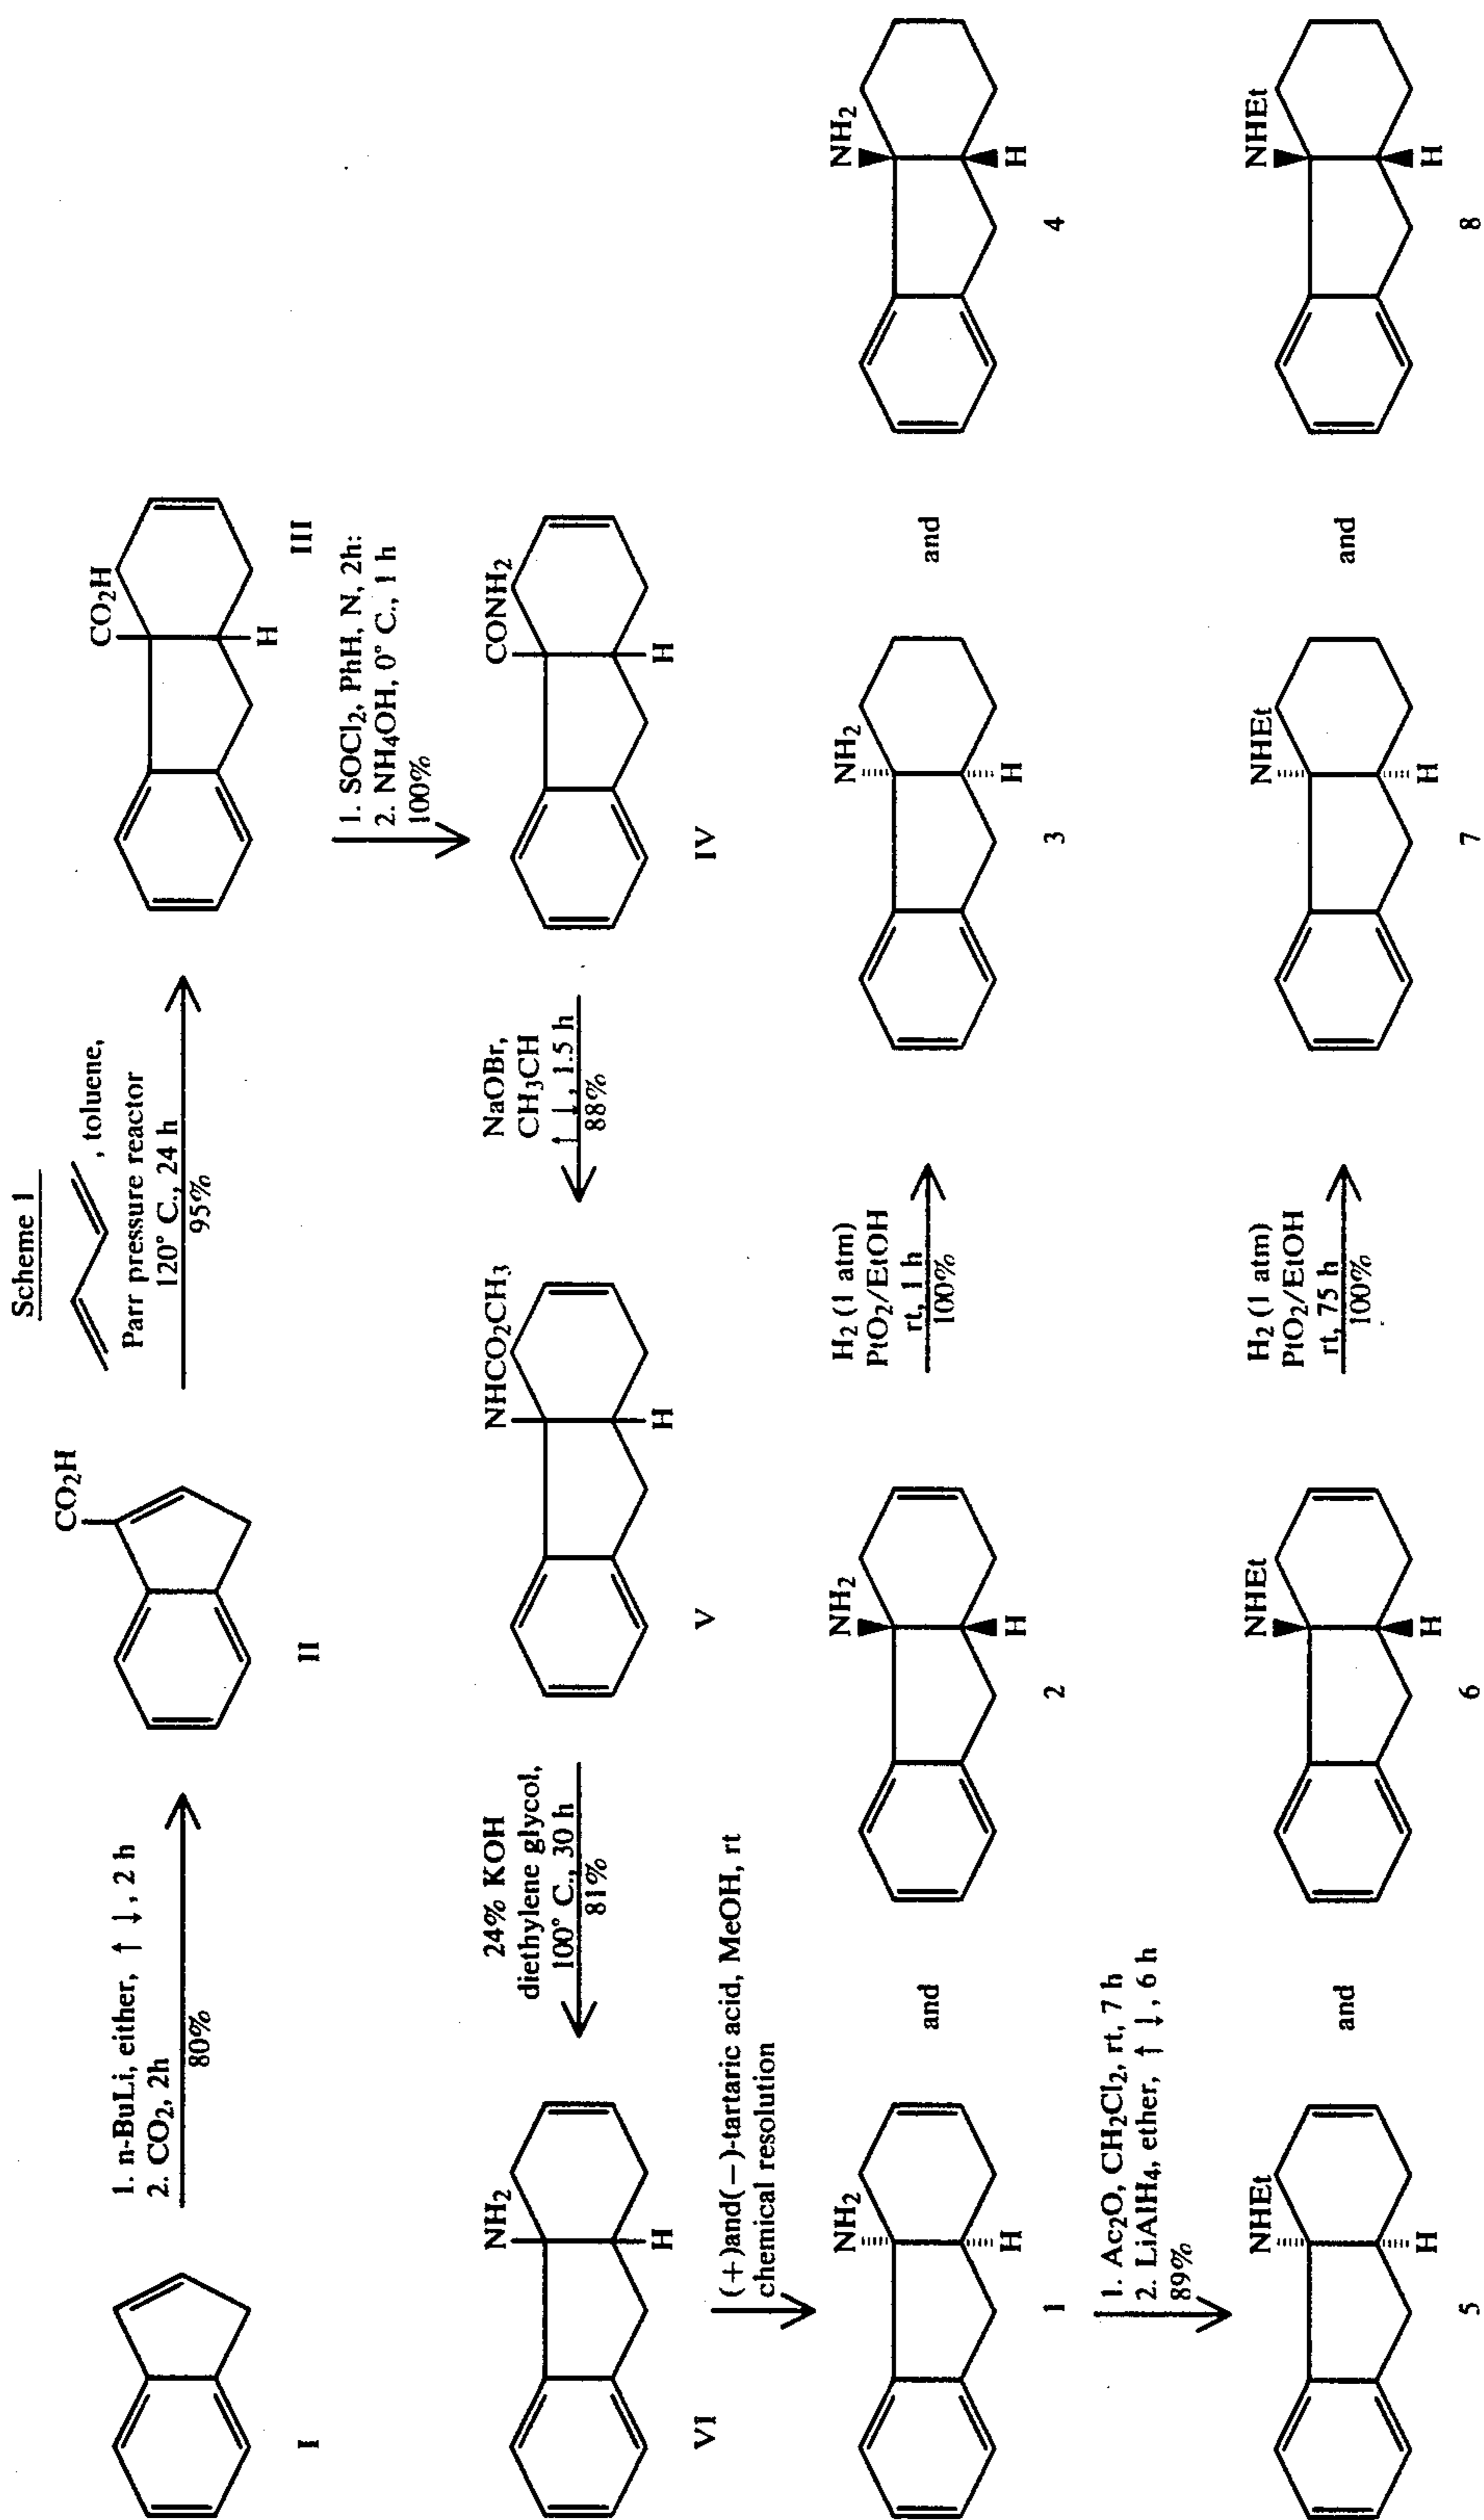 Scheme 1
1. n-BuLi, either, ↑ ↓, 2 h
2. CO2, 2h
80%
, toluene,
Parr pressure reactor
120° C., 24 h
95%
CO2H
CO2H
H
I
II
III
1. SOCl2, PhH, N, 2h:
2. NH4OH, 0° C., 1 h
100%
NH2
H
VI
24% KOH
diethylene glycol,
100° C., 30 h
81%
NHCO2CH3
H
V
NaOBr,
CH3CH
↑ ↓, 1.5 h
88%
CONH2
H
IV
(+)and(−)-tartaric acid, MeOH, rt
chemical resolution
NH2
H
1
and
NH2
H
2
H2 (1 atm)
PtO2/EtOH
rt, 1 h
100%
NH2
H
3
and
NH2
H
4
1. Ac2O, CH2Cl2, rt, 7 h
2. LiAlH4, ether, ↑ ↓, 6 h
89%
NHEt
H
5
and
NHEt
H
6
H2 (1 atm)
PtO2/EtOH
rt, 75 h
100%
NHEt
H
7
and
NHEt
H
8